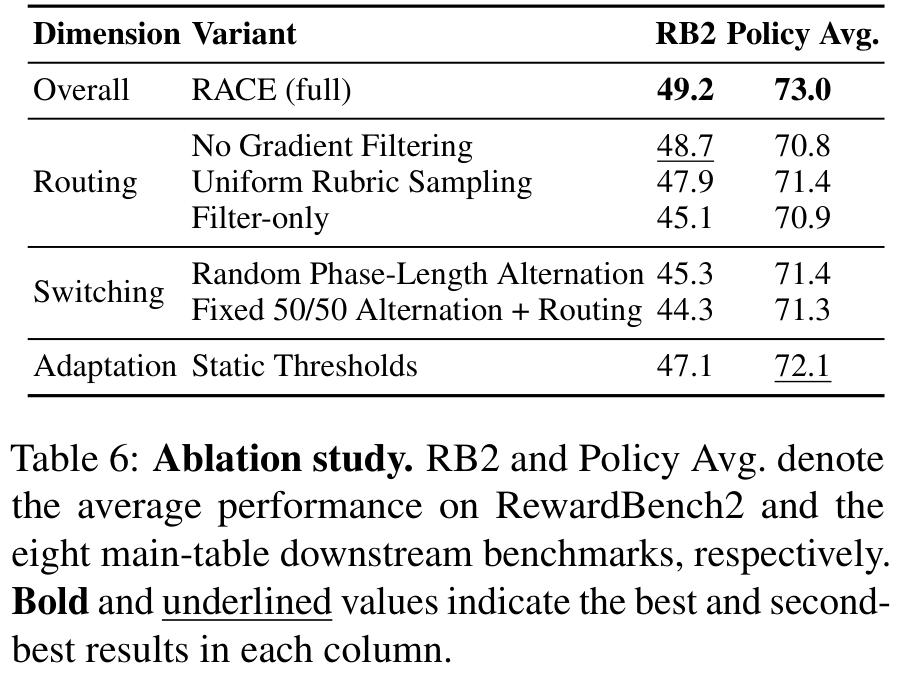 Dimension Variant RB2 Policy Avg.
Overall RACE (full) 49.2 73.0
No Gradient Filtering 48.7 70.8
Routing Uniform Rubric Sampling 47.9 71.4
Filter-only 45.1 70.9
Switching Random Phase-Length Alternation 45.3 71.4
Fixed 50/50 Alternation + Routing 44.3 71.3
Adaptation Static Thresholds 47.1 72.1
Table 6: Ablation study. RB2 and Policy Avg. denote
the average performance on RewardBench2 and the
eight main-table downstream benchmarks, respectively.
Bold and underlined values indicate the best and second-
best results in each column.